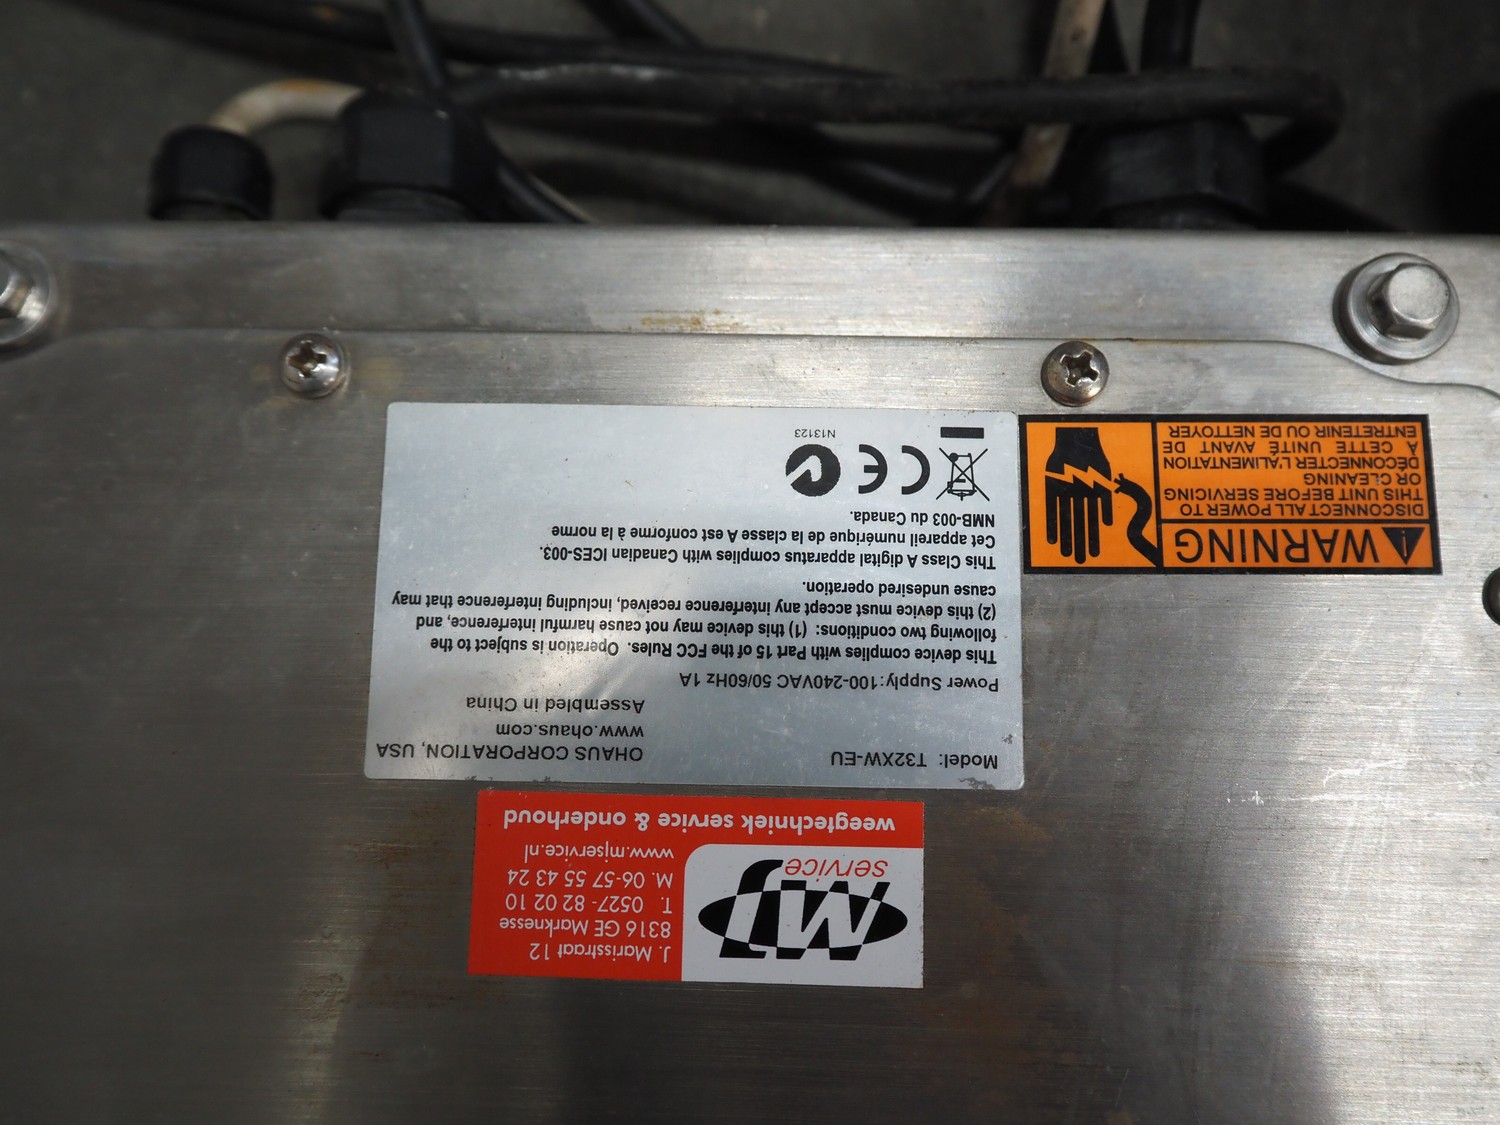 Model: T32XW-EU
OHAUS CORPORATION, USA
www.ohaus.com
Assembled in China
Power Supply:100-240VAC 50/60Hz 1A
This device complies with Part 15 of the FCC Rules. Operation is subject to the
following two conditions: (1) this device may not cause harmful interference, and
(2) this device must accept any interference received, including interference that may
cause undesired operation.
This Class A digital apparatus complies with Canadian ICES-003.
Cet appareil numérique de la classe A est conforme à la norme
NMB-003 du Canada.
CE
N13123
WARNING
DISCONNECT ALL POWER TO
THIS UNIT BEFORE SERVICING
OR CLEANING
DÉCONNECTER L'ALIMENTATION
À CETTE UNITÉ AVANT DE
ENTRETENIR OU DE NETTOYER
MJ
service
J. Marisstraat 12
8316 GE Marknesse
T. 0527- 82 02 10
M. 06-57 55 43 24
www.mjservice.nl
weegtechniek service & onderhoud